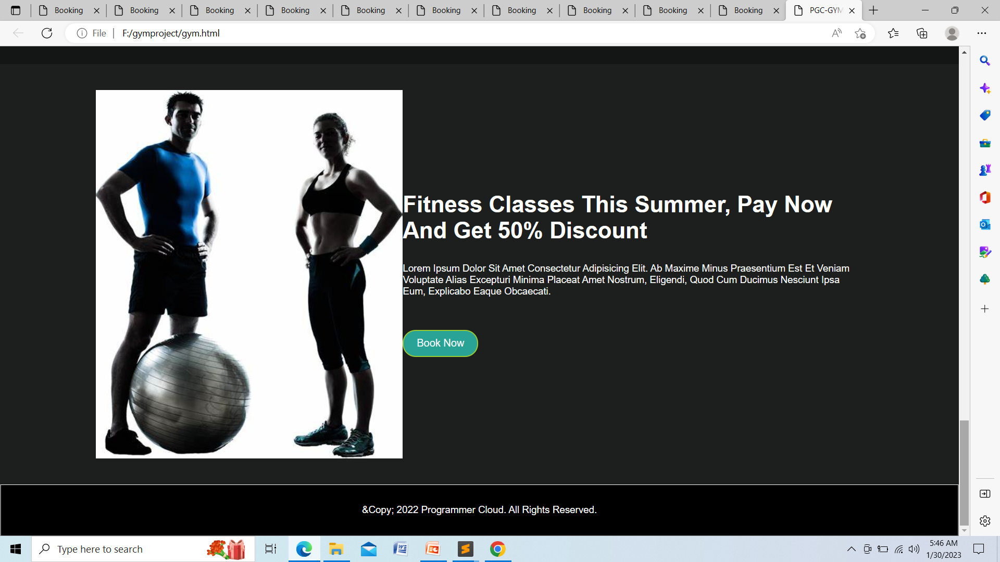 Booking
Booking
Booking
Booking
Booking
Booking
Booking
Booking
Booking
Booking
PGC-GYM
File
F:/gymproject/gym.html
Fitness Classes This Summer, Pay Now
And Get 50% Discount
Lorem Ipsum Dolor Sit Amet Consectetur Adipisicing Elit. Ab Maxime Minus Praesentium Est Et Veniam
Voluptate Alias Excepturi Minima Placeat Amet Nostrum, Eligendi, Quod Cum Ducimus Nesciunt Ipsa
Eum, Explicabo Eaque Obcaecati.
Book Now
&Copy; 2022 Programmer Cloud. All Rights Reserved.
Type here to search
5:46 AM
1/30/2023